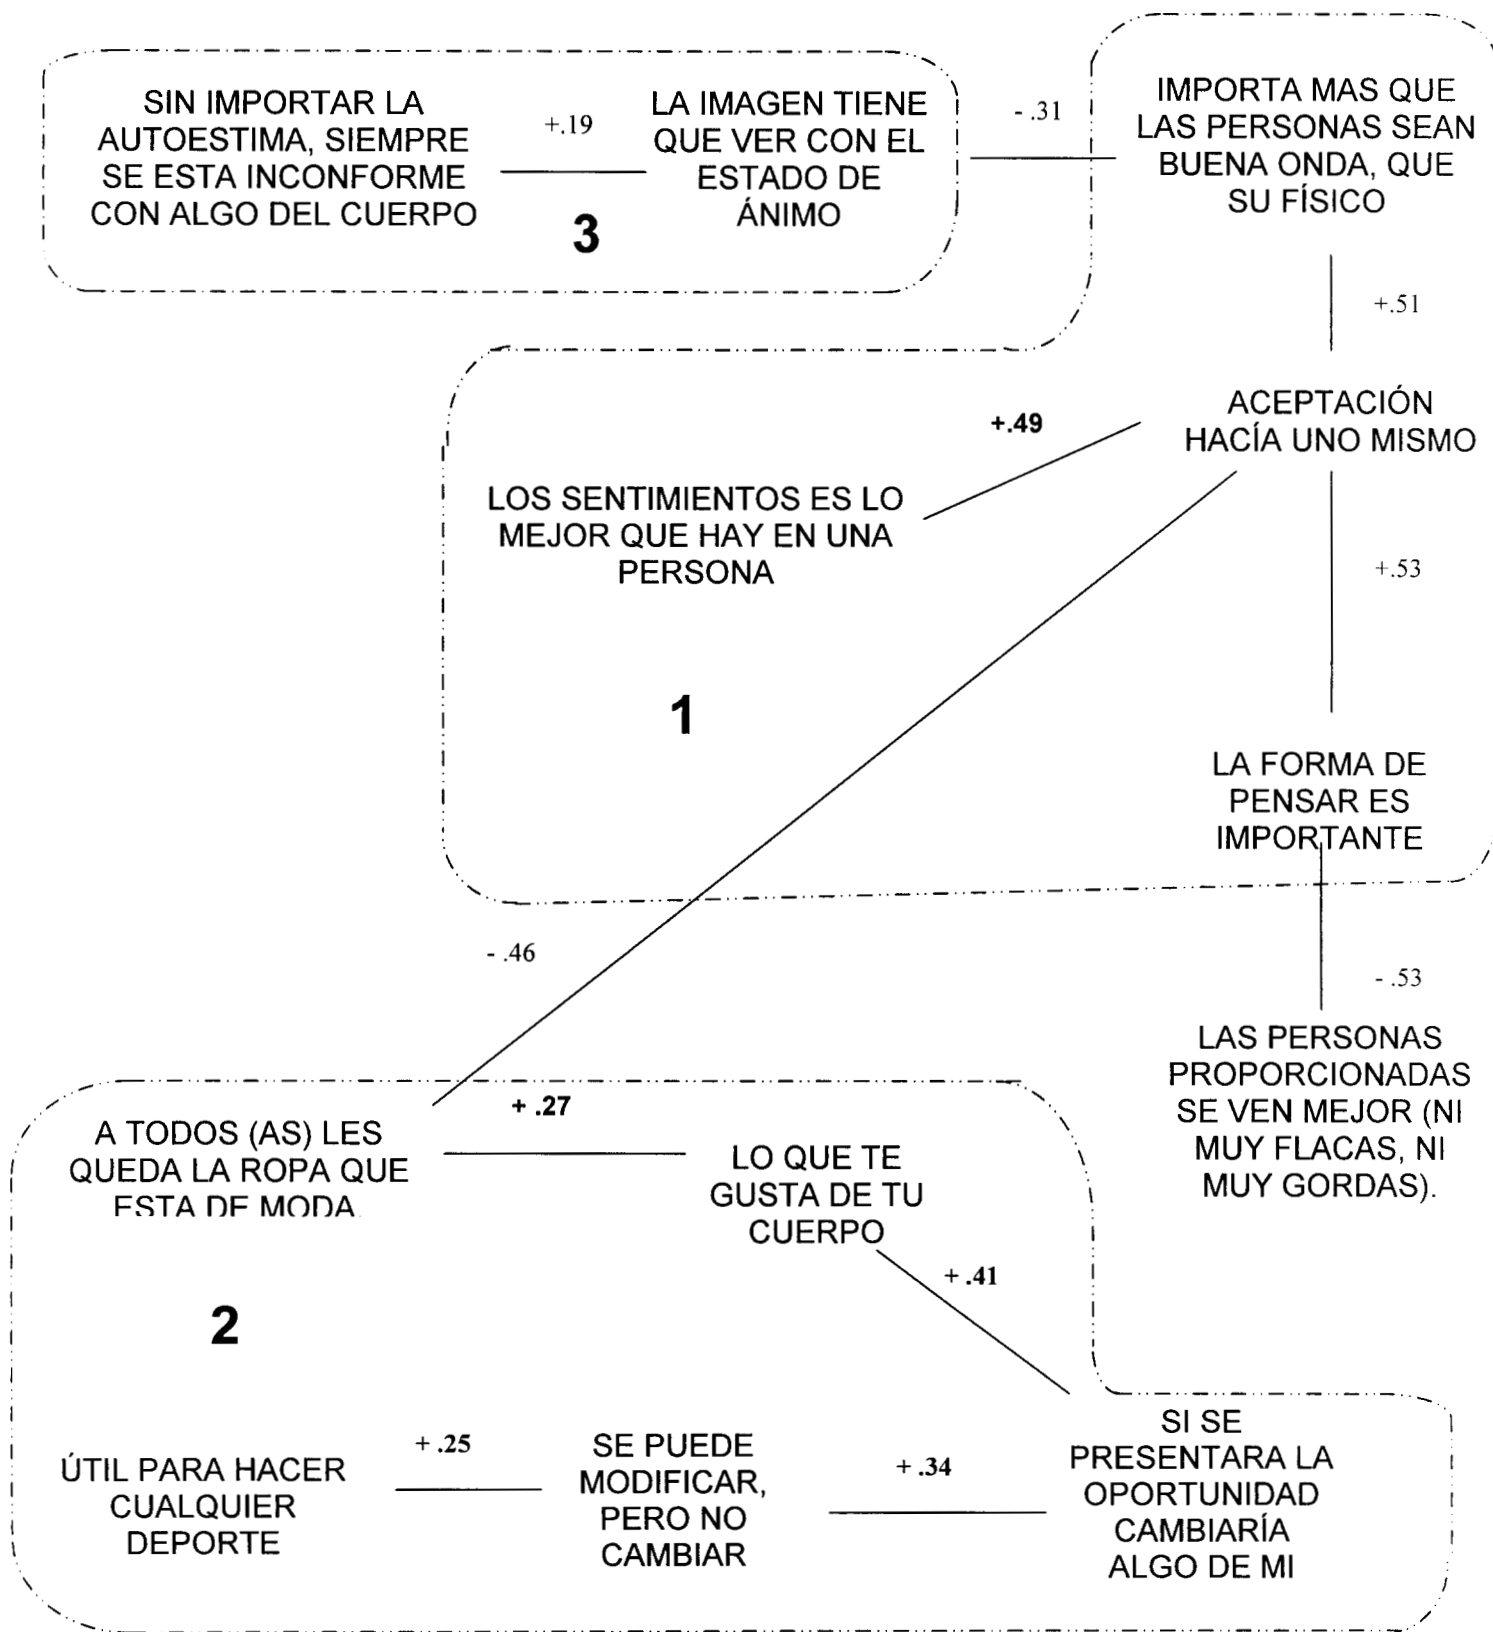 SIN IMPORTAR LA
AUTOESTIMA, SIEMPRE
SE ESTA INCONFORME
CON ALGO DEL CUERPO
+.19
LA IMAGEN TIENE
QUE VER CON EL
ESTADO DE
ÁNIMO
3
- .31
IMPORTA MAS QUE
LAS PERSONAS SEAN
BUENA ONDA, QUE
SU FÍSICO
+.51
ACEPTACIÓN
HACÍA UNO MISMO
+.49
LOS SENTIMIENTOS ES LO
MEJOR QUE HAY EN UNA
PERSONA
+.53
1
LA FORMA DE
PENSAR ES
IMPORTANTE
- .46
- .53
LAS PERSONAS
PROPORCIONADAS
SE VEN MEJOR (NI
MUY FLACAS, NI
MUY GORDAS).
A TODOS (AS) LES
QUEDA LA ROPA QUE
ESTA DE MODA.
+ .27
LO QUE TE
GUSTA DE TU
CUERPO
+ .41
2
ÚTIL PARA HACER
CUALQUIER
DEPORTE
+ .25
SE PUEDE
MODIFICAR,
PERO NO
CAMBIAR
+ .34
SI SE
PRESENTARA LA
OPORTUNIDAD
CAMBIARÍA
ALGO DE MI